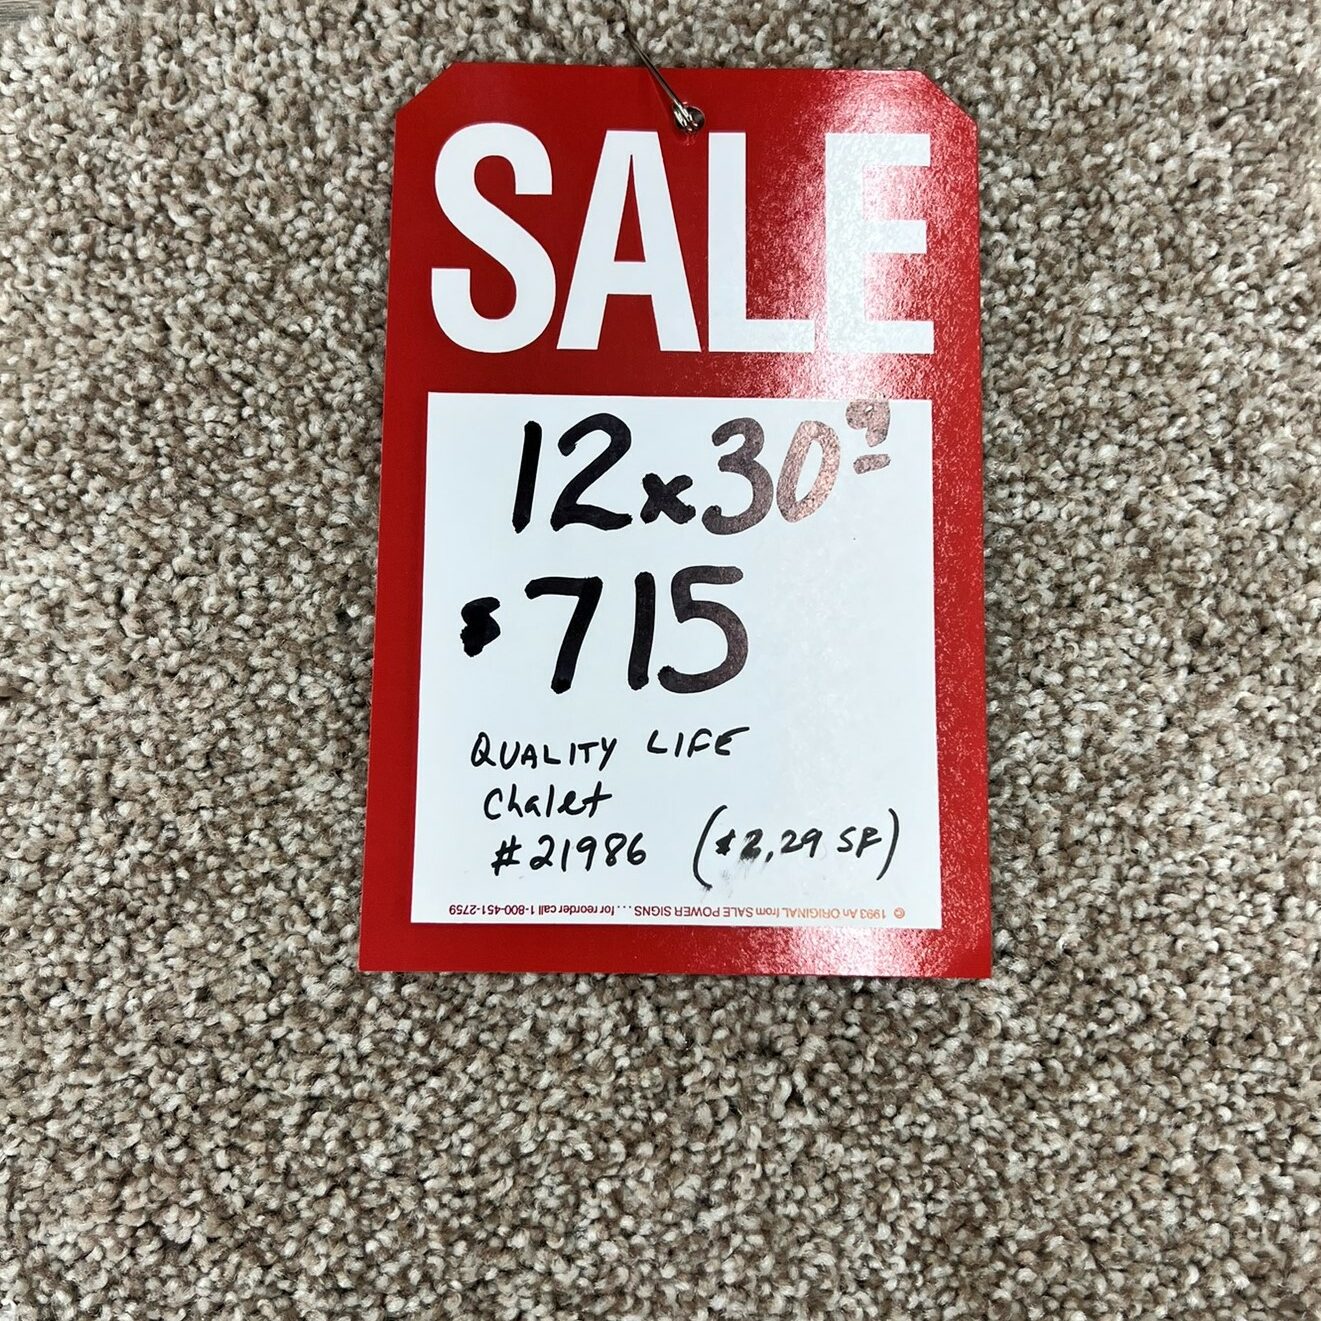 SALE
12x30⁹
$715
QUALITY LIFE
Chalet
#21986 ($2.29 SF)
© 1993 An ORIGINAL from SALE POWER SIGNS .... for reorder call 1-800-451-2759